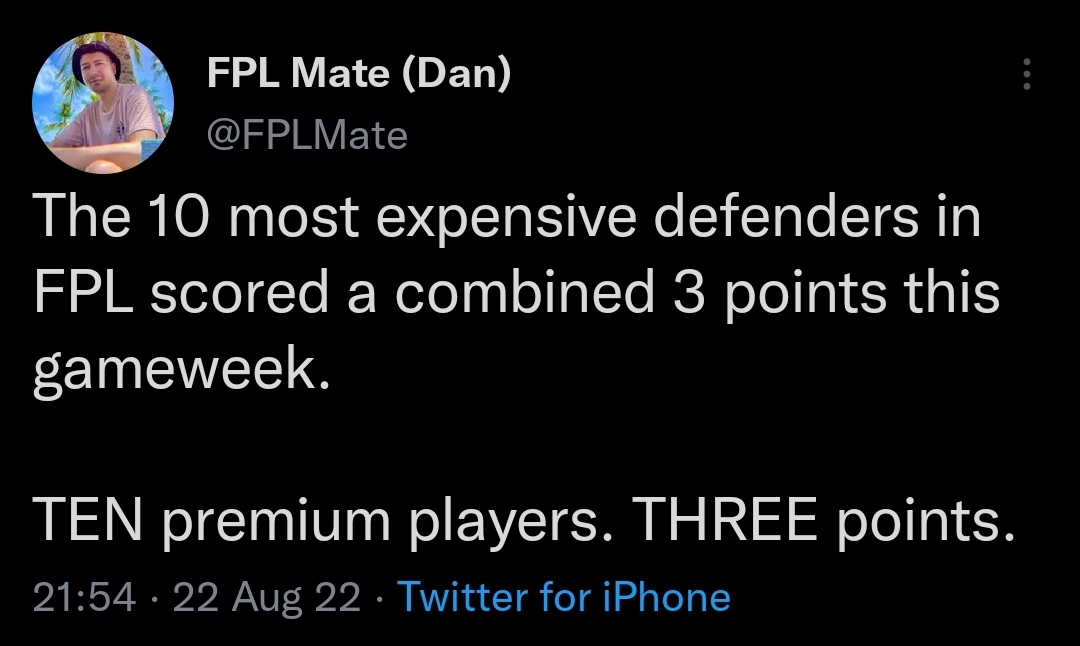 FPL Mate (Dan)
@FPLMate
The 10 most expensive defenders in
FPL scored a combined 3 points this
gameweek.
TEN premium players. THREE points.
21:54 · 22 Aug 22 · Twitter for iPhone